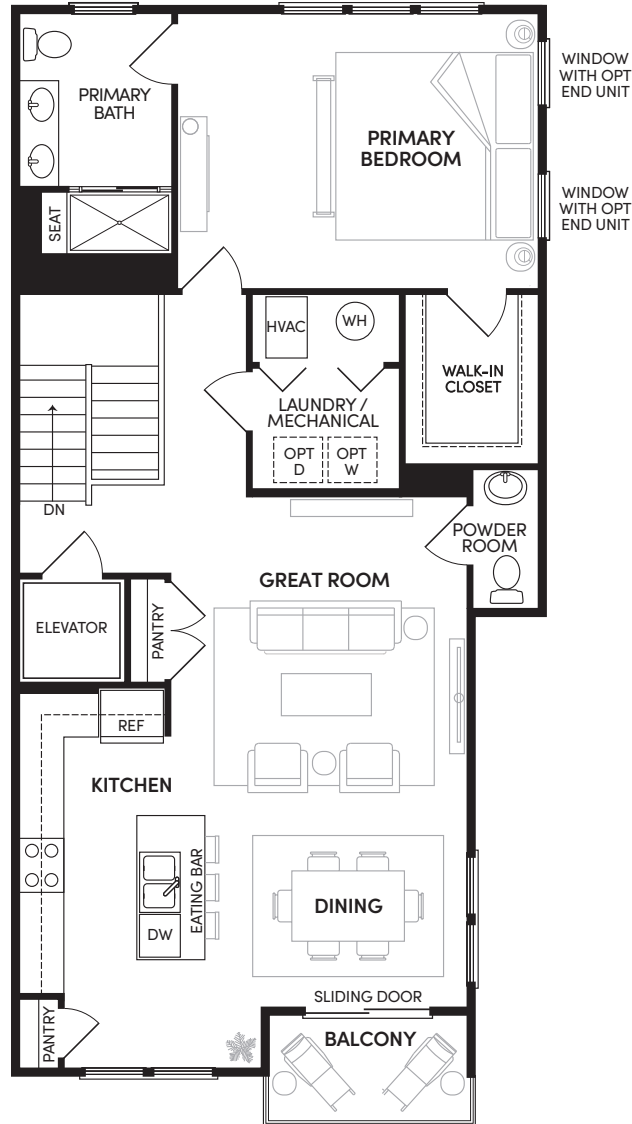 PRIMARY
BATH
WINDOW
WITH OPT
END UNIT
PRIMARY
BEDROOM
WINDOW
WITH OPT
END UNIT
SEAT
HVAC
WH
WALK-IN
CLOSET
LAUNDRY /
MECHANICAL
OPT
D
OPT
W
DN
POWDER
ROOM
GREAT ROOM
ELEVATOR
PANTRY
REF
KITCHEN
EATING BAR
DINING
DW
SLIDING DOOR
PANTRY
BALCONY